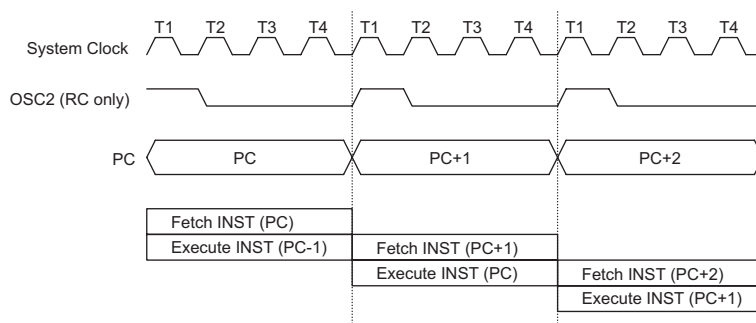 T1 T2 T3 T4 T1 T2 T3 T4 T1 T2 T3 T4
System Clock
OSC2 (RC only)
PC PC PC+1 PC+2
Fetch INST (PC)
Execute INST (PC-1) Fetch INST (PC+1)
Execute INST (PC) Fetch INST (PC+2)
Execute INST (PC+1)